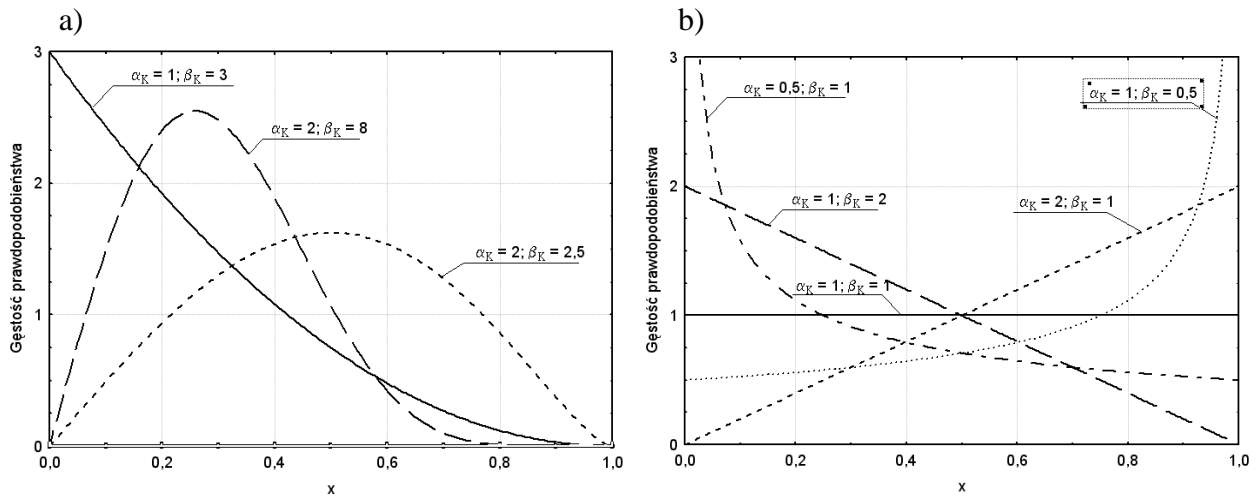 a)
Gęstość prawdopodobieństwa
3
2
1
0
α_K = 1; β_K = 3
α_K = 2; β_K = 8
α_K = 2; β_K = 2,5
0,0 0,2 0,4 0,6 0,8 1,0
x
b)
Gęstość prawdopodobieństwa
3
2
1
0
α_K = 0,5; β_K = 1
α_K = 1; β_K = 0,5
α_K = 1; β_K = 2
α_K = 2; β_K = 1
α_K = 1; β_K = 1
0,0 0,2 0,4 0,6 0,8 1,0
x